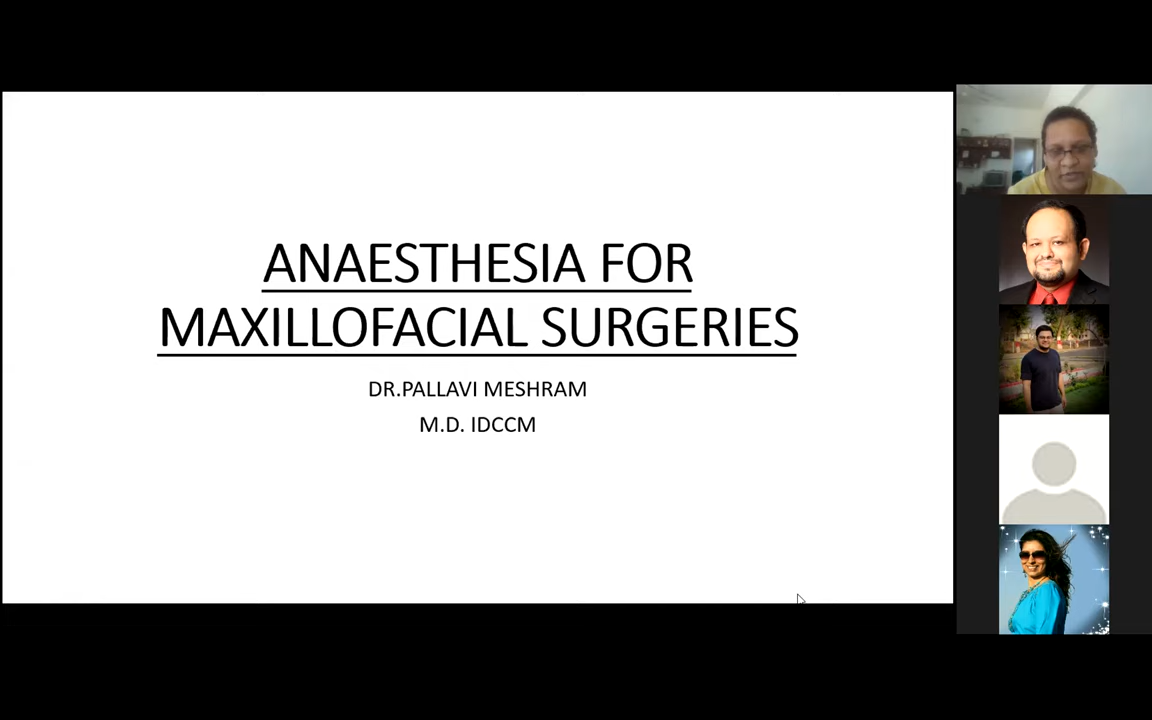 ANAESTHESIA FOR
MAXILLOFACIAL SURGERIES
DR.PALLAVI MESHRAM
M.D. IDCCM